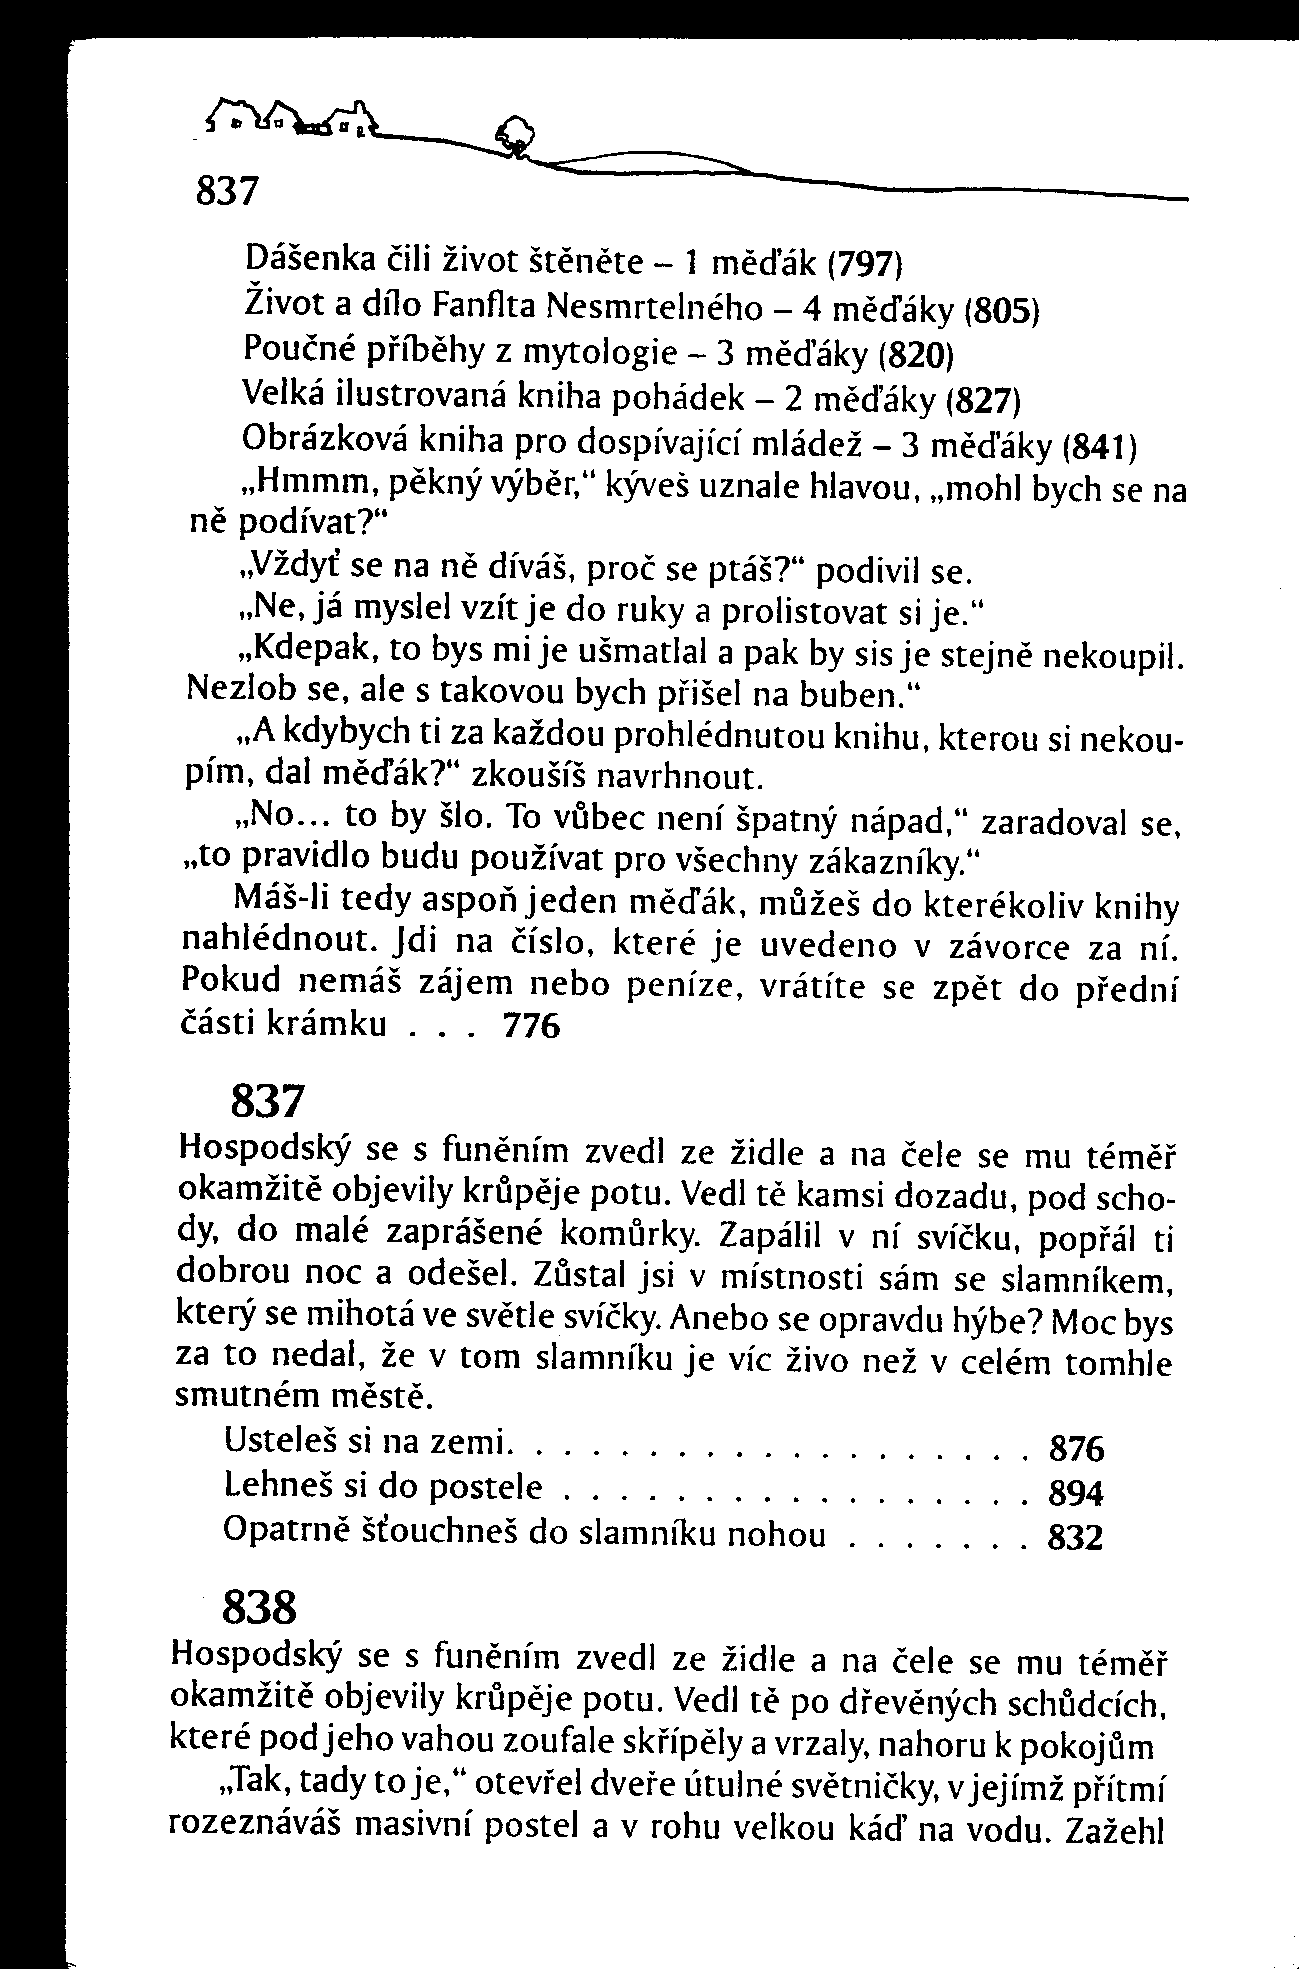 837
Dášenka čili život štěněte – 1 měďák (797)
Život a dílo Fanflta Nesmrtelného – 4 měďáky (805)
Poučné příběhy z mytologie – 3 měďáky (820)
Velká ilustrovaná kniha pohádek – 2 měďáky (827)
Obrázková kniha pro dospívající mládež – 3 měďáky (841)
„Hmmm, pěkný výběr,“ kýveš uznale hlavou, „mohl bych se na
ně podívat?“
„Vždyť se na ně díváš, proč se ptáš?“ podivil se.
„Ne, já myslel vzít je do ruky a prolistovat si je.“
„Kdepak, to bys mi je ušmatlal a pak by sis je stejně nekoupil.
Nezlob se, ale s takovou bych přišel na buben.“
„A kdybych ti za každou prohlédnutou knihu, kterou si nekou-
pím, dal měďák?“ zkoušíš navrhnout.
„No... to by šlo. To vůbec není špatný nápad,“ zaradoval se,
„to pravidlo budu používat pro všechny zákazníky.“
Máš-li tedy aspoň jeden měďák, můžeš do kterékoliv knihy
nahlédnout. Jdi na číslo, které je uvedeno v závorce za ní.
Pokud nemáš zájem nebo peníze, vrátíte se zpět do přední
části krámku . . . 776
837
Hospodský se s funěním zvedl ze židle a na čele se mu téměř
okamžitě objevily krůpěje potu. Vedl tě kamsi dozadu, pod scho-
dy, do malé zaprášené komůrky. Zapálil v ní svíčku, popřál ti
dobrou noc a odešel. Zůstal jsi v místnosti sám se slamníkem,
který se mihotá ve světle svíčky. Anebo se opravdu hýbe? Moc bys
za to nedal, že v tom slamníku je víc živo než v celém tomhle
smutném městě.
Usteleš si na zemi. . . . . . . . . . . . . . . . . . . 876
Lehneš si do postele . . . . . . . . . . . . . . . . . 894
Opatrně šťouchneš do slamníku nohou . . . . . . . 832
838
Hospodský se s funěním zvedl ze židle a na čele se mu téměř
okamžitě objevily krůpěje potu. Vedl tě po dřevěných schůdcích,
které pod jeho vahou zoufale skřípěly a vrzaly, nahoru k pokojům
„Tak, tady to je,“ otevřel dveře útulné světničky, v jejímž přítmí
rozeznáváš masivní postel a v rohu velkou káď na vodu. Zažehl